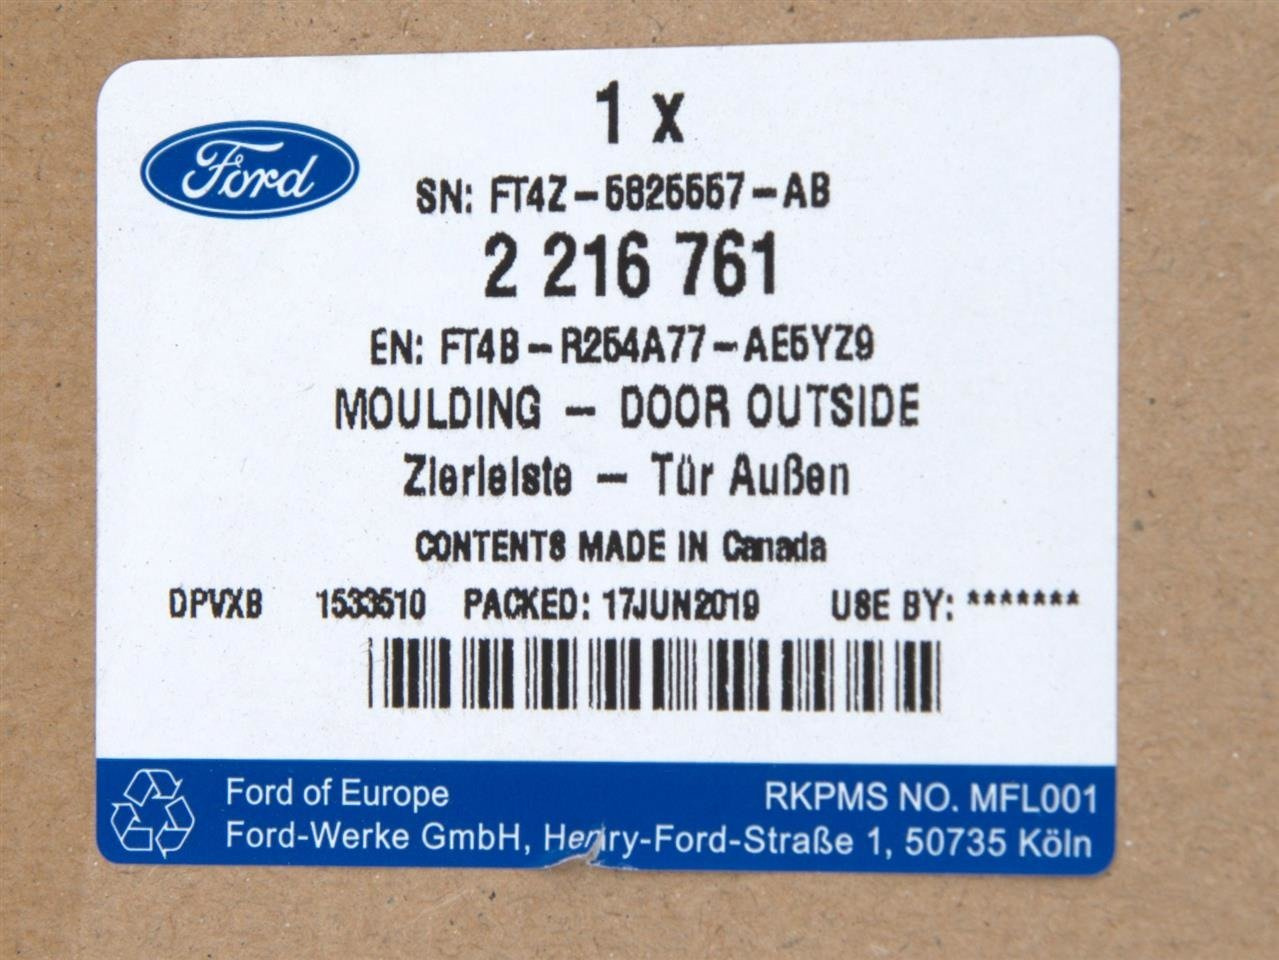 1 x
Ford
SN: FT4Z-5825557-AB
2 216 761
EN: FT4B-R254A77-AE5YZ9
MOULDING - DOOR OUTSIDE
Zierleiste - Tür Außen
CONTENTS MADE IN Canada
DPVXB 1533510 PACKED: 17JUN2019 USE BY: *******
Ford of Europe RKPMS NO. MFL001
Ford-Werke GmbH, Henry-Ford-Straße 1, 50735 Köln